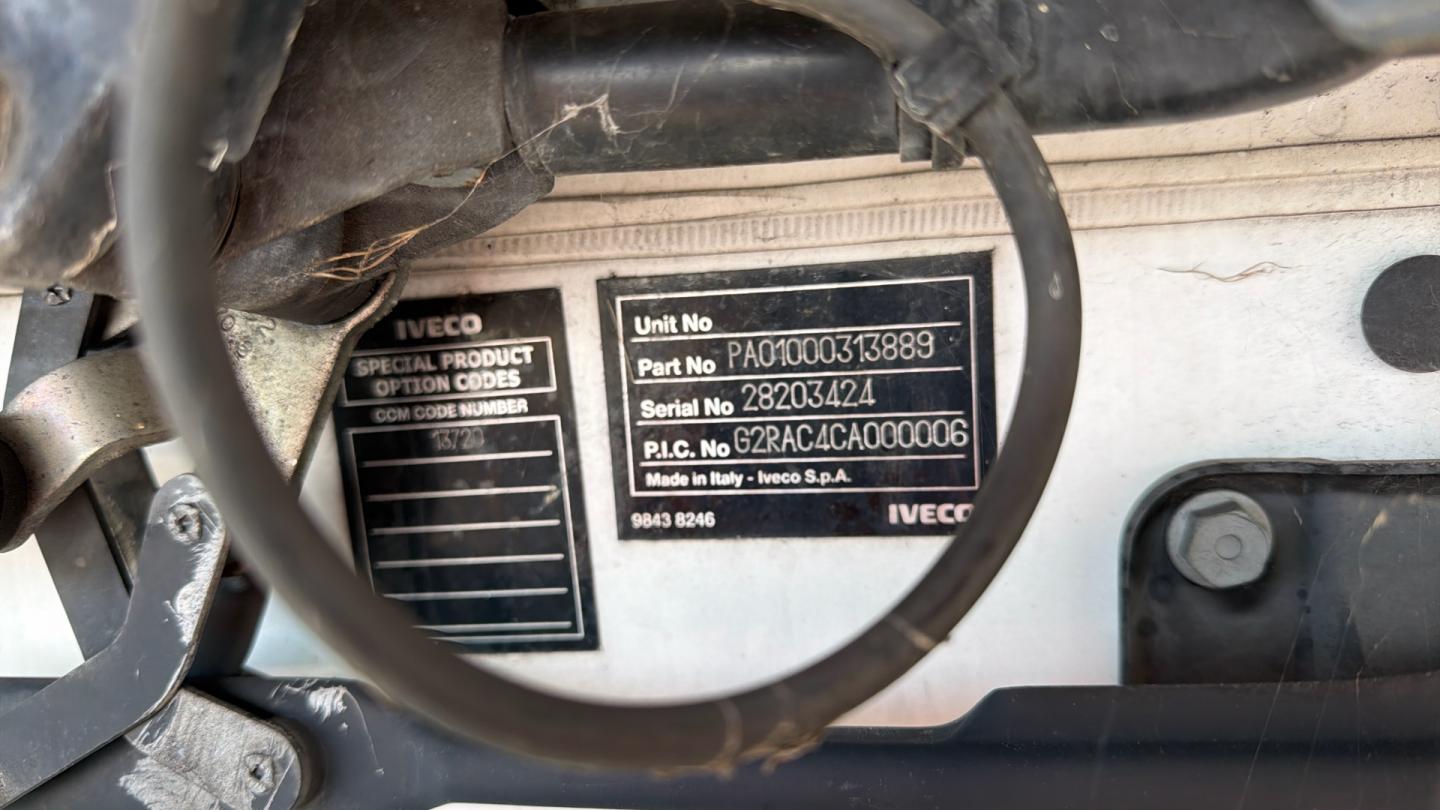 IVECO
SPECIAL PRODUCT
OPTION CODES
CCM CODE NUMBER
13720
Unit No
Part No PA01000313889
Serial No 28203424
P.I.C. No G2RAC4CA000006
Made in Italy - Iveco S.p.A.
9843 8246 IVECO